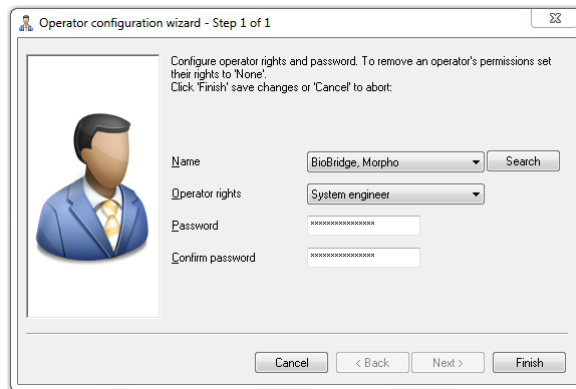 Operator configuration wizard - Step 1 of 1
Configure operator rights and password. To remove an operator's permissions set
their rights to 'None'.
Click 'Finish' save changes or 'Cancel' to abort:
Name BioBridge, Morpho Search
Operator rights System engineer
Password ****************
Confirm password ****************
Cancel < Back Next > Finish